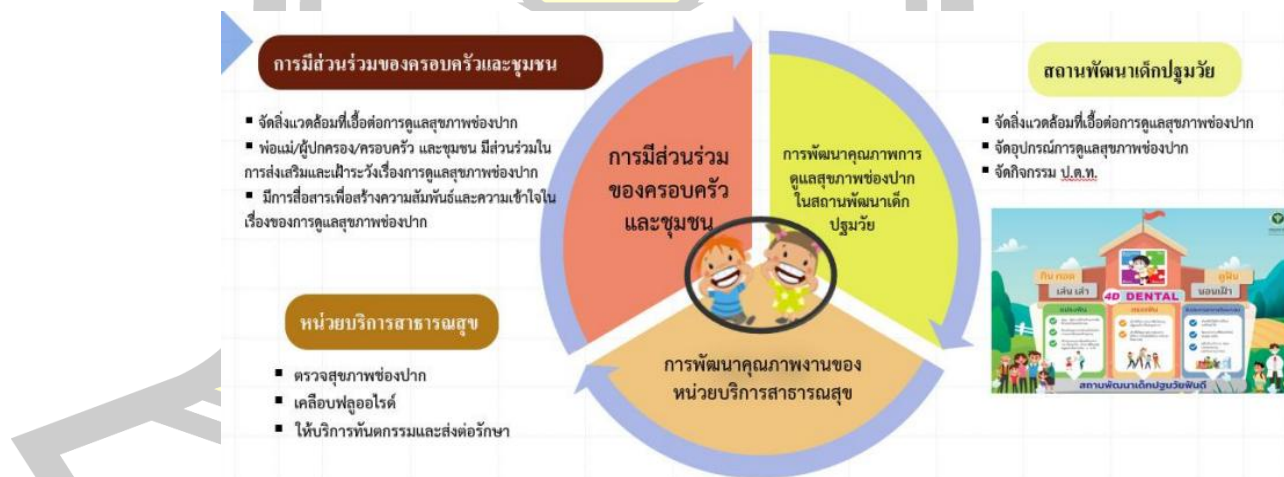 การมีส่วนร่วมของครอบครัวและชุมชน
▪ จัดสิ่งแวดล้อมที่เอื้อต่อการดูแลสุขภาพช่องปาก
▪ พ่อแม่/ผู้ปกครอง/ครอบครัว และชุมชน มีส่วนร่วมใน
การส่งเสริมและเฝ้าระวังเรื่องการดูแลสุขภาพช่องปาก
▪ มีการสื่อสารเพื่อสร้างความสัมพันธ์และความเข้าใจใน
เรื่องของการดูแลสุขภาพช่องปาก
หน่วยบริการสาธารณสุข
▪ ตรวจสุขภาพช่องปาก
▪ เคลือบฟลูออไรด์
▪ ให้บริการทันตกรรมและส่งต่อรักษา
การมีส่วนร่วม
ของครอบครัว
และชุมชน
การพัฒนาคุณภาพการ
ดูแลสุขภาพช่องปาก
ในสถานพัฒนาเด็ก
ปฐมวัย
การพัฒนาคุณภาพงานของ
หน่วยบริการสาธารณสุข
สถานพัฒนาเด็กปฐมวัย
▪ จัดสิ่งแวดล้อมที่เอื้อต่อการดูแลสุขภาพช่องปาก
▪ จัดอุปกรณ์การดูแลสุขภาพช่องปาก
▪ จัดกิจกรรม ป.ต.ท.
กิน กอด
เล่น เล่า
4D DENTAL
ดูฟัน
นอนเฝ้า
แปรงฟัน
ตรวจฟัน
สถานพัฒนาเด็กปฐมวัยฟันดี